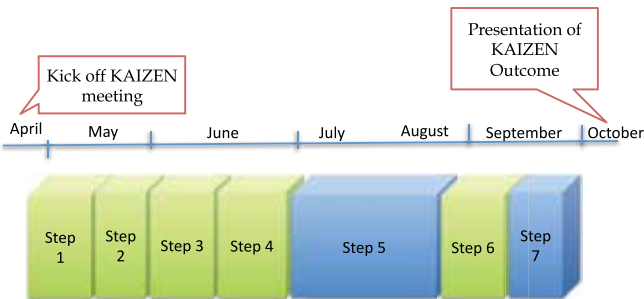 Presentation of
KAIZEN
Outcome
Kick off KAIZEN
meeting
April
May
June
July
August
September
October
Step
1
Step
2
Step 3
Step 4
Step 5
Step 6
Step
7